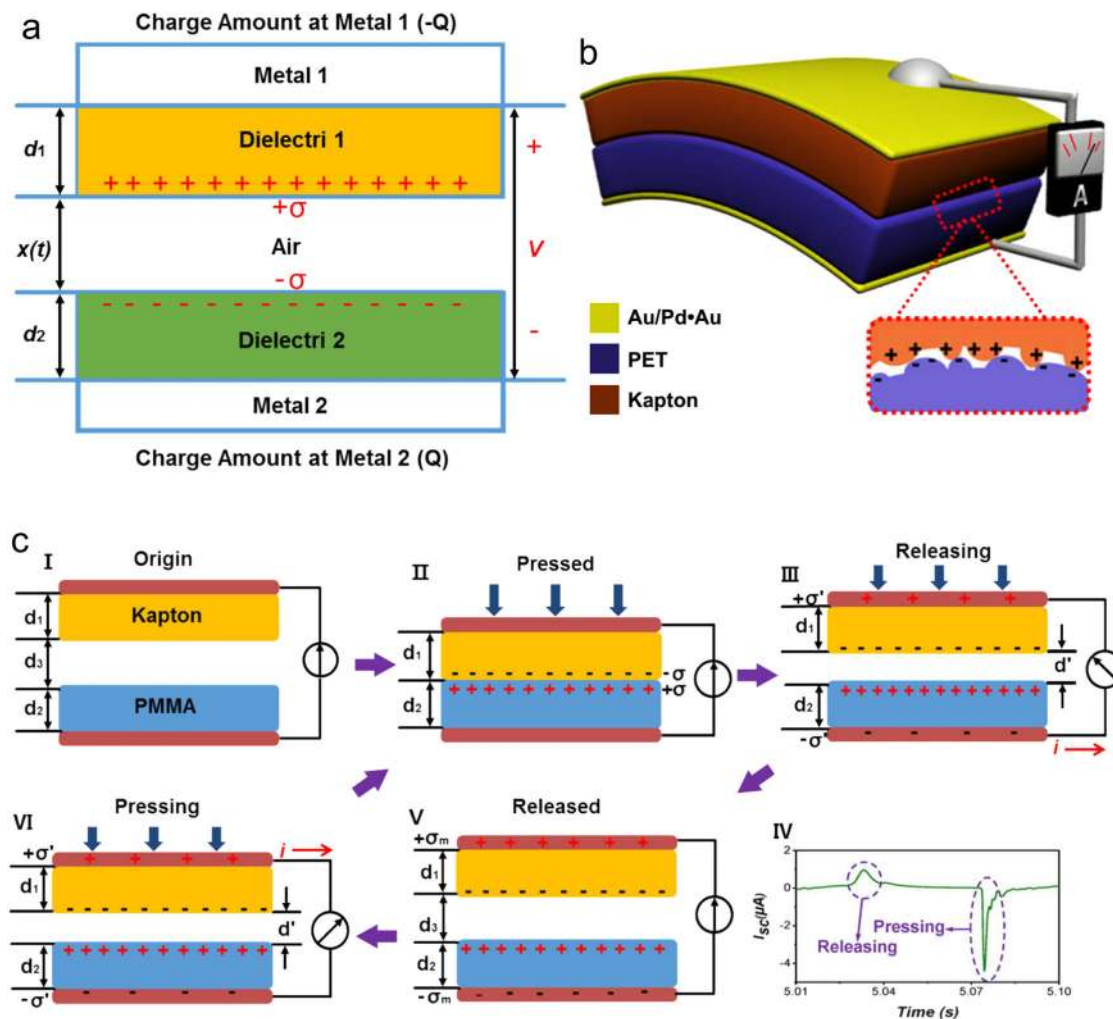 a
Charge Amount at Metal 1 (-Q)
Metal 1
d1
Dielectri 1
+
+ + + + + + + + + + + + +
+σ
x(t)
Air
V
-σ
- - - - - - - - - - - -
d2
Dielectri 2
-
Metal 2
Charge Amount at Metal 2 (Q)
b
A
Au/Pd•Au
PET
Kapton
c
I
Origin
d1
Kapton
d3
d2
PMMA
II
Pressed
d1
-σ
+σ
d2
III
Releasing
+σ'
d1
d'
d2
-σ'
i
VI
Pressing
+σ'
i
d1
d'
d2
-σ'
V
Released
+σm
d1
d3
d2
-σm
IV
2
0
-2
-4
ISC(μA)
Releasing
Pressing
5.01
5.04
5.07
5.10
Time (s)